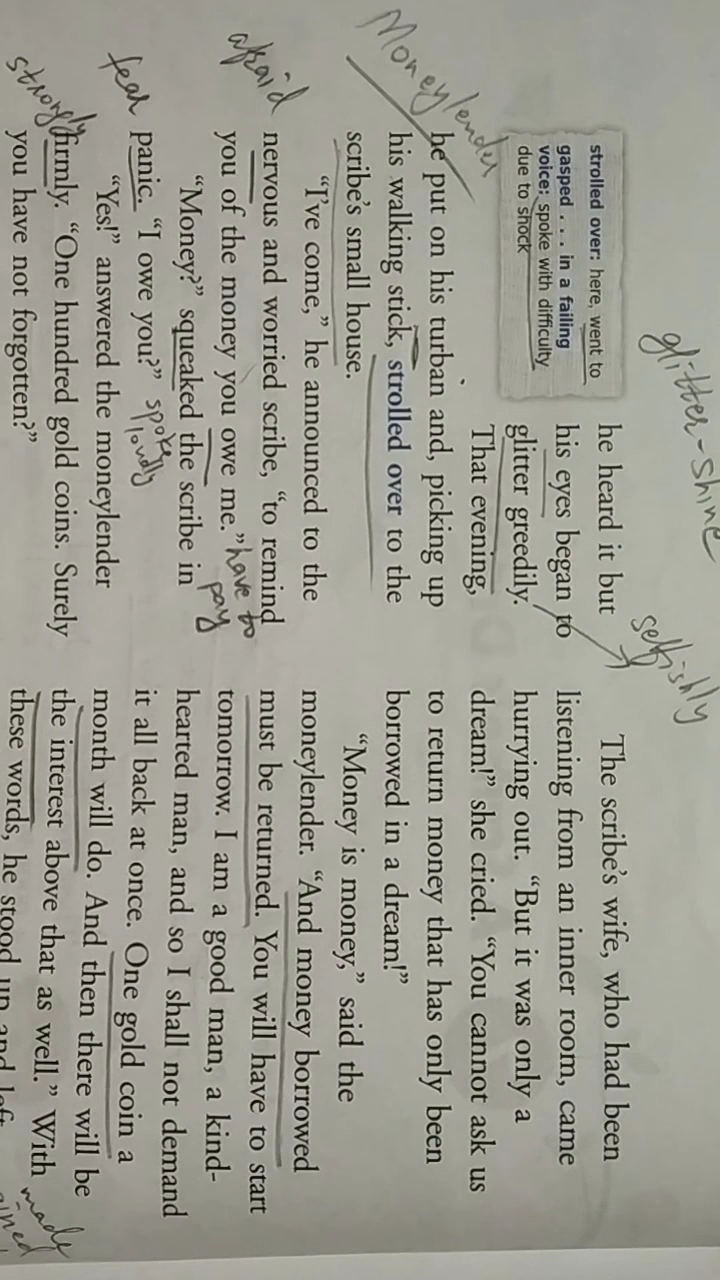 glitter-shine
selfishly
strolled over: here, went to
gasped . . . in a failing
voice: spoke with difficulty
due to shock
he heard it but
his eyes began to
glitter greedily.
That evening,
Moneylender
he put on his turban and, picking up
his walking stick, strolled over to the
scribe's small house.
“I've come,” he announced to the
afraid
nervous and worried scribe, “to remind
you of the money you owe me.”
have to
pay
“Money?” squeaked the scribe in
fear
panic. “I owe you?”
spoke
loudly
“Yes!” answered the moneylender
strongly
firmly. “One hundred gold coins. Surely
you have not forgotten?”
The scribe's wife, who had been
listening from an inner room, came
hurrying out. “But it was only a
dream!” she cried. “You cannot ask us
to return money that has only been
borrowed in a dream!”
“Money is money,” said the
moneylender. “And money borrowed
must be returned. You will have to start
tomorrow. I am a good man, a kind-
hearted man, and so I shall not demand
it all back at once. One gold coin a
month will do. And then there will be
the interest above that as well.” With
these words, he stood up and left
made